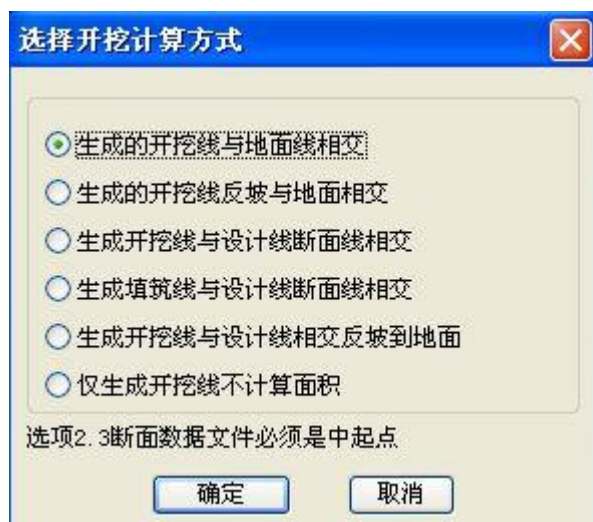 选择开挖计算方式
生成的开挖线与地面线相交
生成的开挖线反坡与地面相交
生成开挖线与设计线断面线相交
生成填筑线与设计线断面线相交
生成开挖线与设计线相交反坡到地面
仅生成开挖线不计算面积
选项2.3断面数据文件必须是中起点
确定
取消